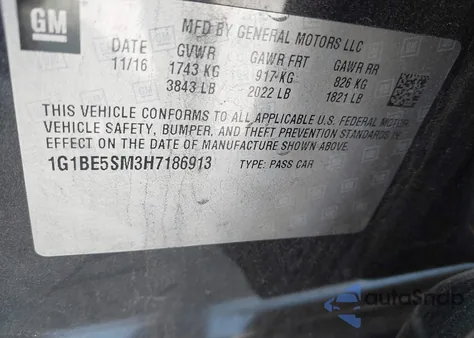 GM
MFD BY GENERAL MOTORS LLC
DATE GVWR GAWR FRT GAWR RR
11/16 1743 KG 917 KG 826 KG
3843 LB 2022 LB 1821 LB
THIS VEHICLE CONFORMS TO ALL APPLICABLE U.S. FEDERAL MOTOR
VEHICLE SAFETY, BUMPER, AND THEFT PREVENTION STANDARDS IN
EFFECT ON THE DATE OF MANUFACTURE SHOWN ABOVE.
1G1BE5SM3H7186913 TYPE: PASS CAR
autoSnap